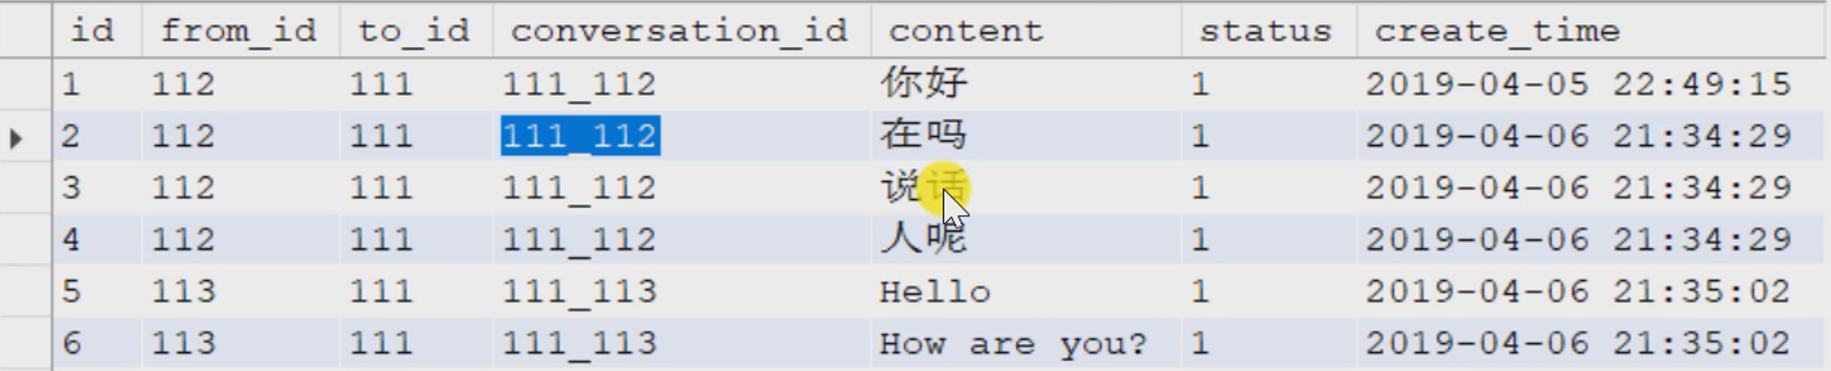 id from_id to_id conversation_id content status create_time
1 112 111 111_112 你好 1 2019-04-05 22:49:15
2 112 111 111_112 在吗 1 2019-04-06 21:34:29
3 112 111 111_112 说话 1 2019-04-06 21:34:29
4 112 111 111_112 人呢 1 2019-04-06 21:34:29
5 113 111 111_113 Hello 1 2019-04-06 21:35:02
6 113 111 111_113 How are you? 1 2019-04-06 21:35:02